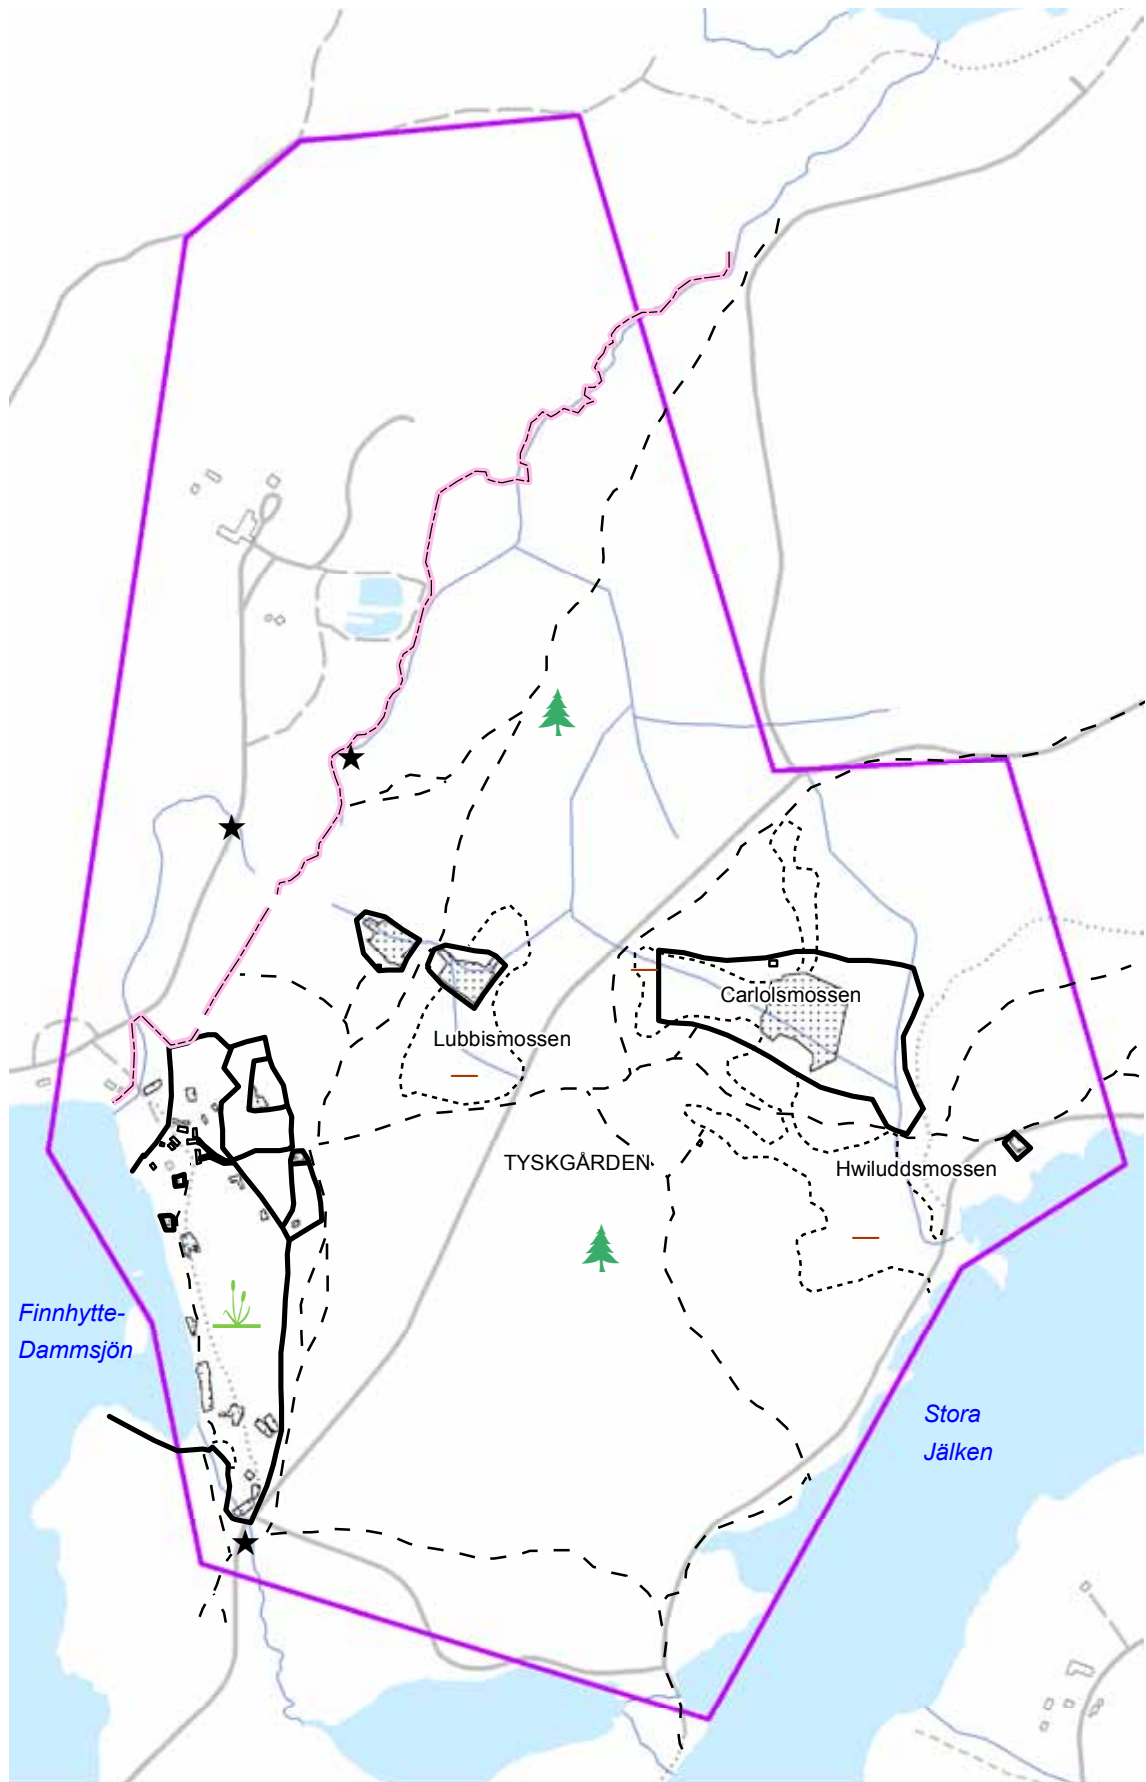 Carlolsmossen
Lubbismossen
TYSKGÅRDEN
Hwiluddsmossen
Finnhytte-
Dammsjön
Stora
Jälken